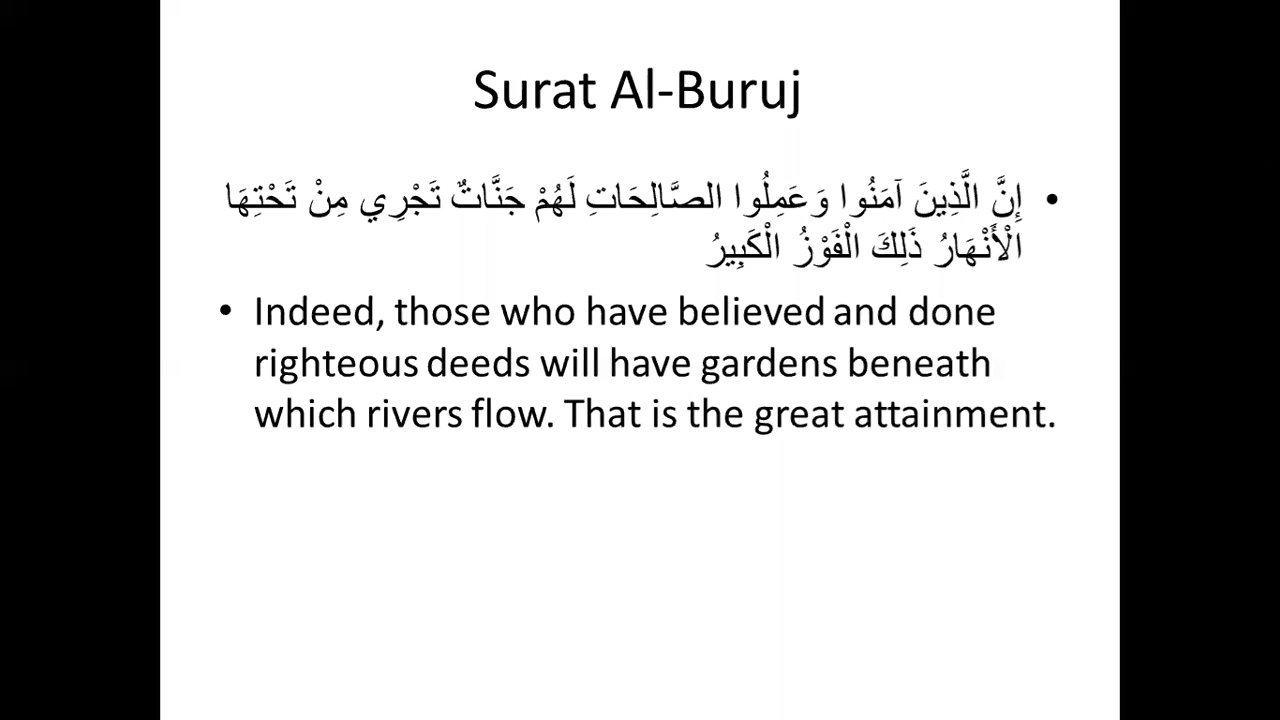 Surat Al-Buruj
• إِنَّ الَّذِينَ آمَنُوا وَعَمِلُوا الصَّالِحَاتِ لَهُمْ جَنَّاتٌ تَجْرِي مِنْ تَحْتِهَا
الْأَنْهَارُ ذَلِكَ الْفَوْزُ الْكَبِيرُ
• Indeed, those who have believed and done
righteous deeds will have gardens beneath
which rivers flow. That is the great attainment.